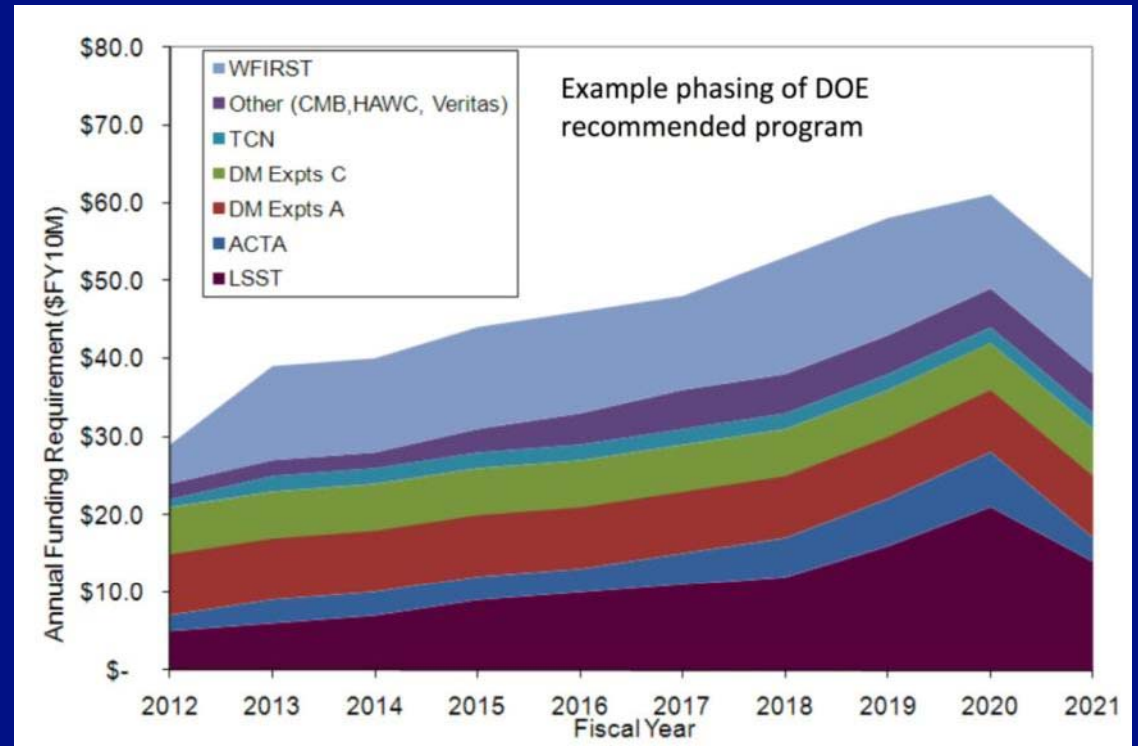 $80.0
$70.0
$60.0
$50.0
$40.0
$30.0
$20.0
$10.0
$-
Annual Funding Requirement ($FY10M)
WFIRST
Other (CMB,HAWC, Veritas)
TCN
DM Expts C
DM Expts A
ACTA
LSST
Example phasing of DOE
recommended program
2012 2013 2014 2015 2016 2017 2018 2019 2020 2021
Fiscal Year